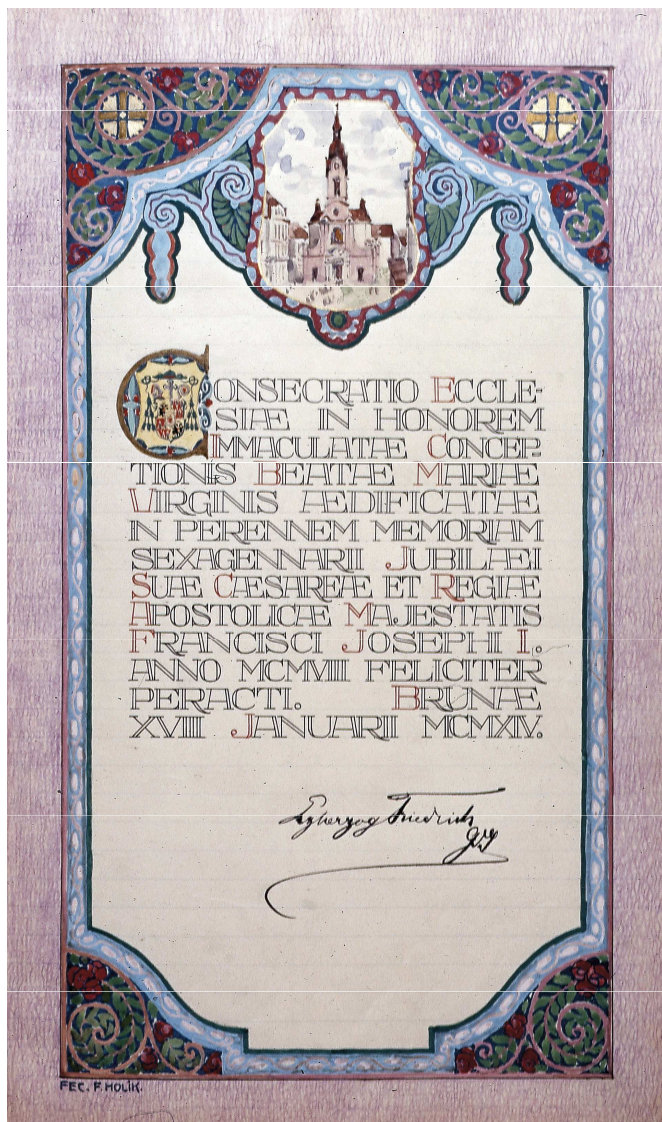 CONSECRATIO ECCLE-
SIÆ IN HONOREM
IMMACULATÆ CONCEP-
TIONIS BEATÆ MARIÆ
VIRGINIS ÆDIFICATÆ
IN PERENNEM MEMORIAM
SEXAGENNARII JUBILÆI
SUÆ CÆSAREÆ ET REGIÆ
APOSTOLICÆ MAJESTATIS
FRANCISCI JOSEPHI I.
ANNO MCMVIII FELICITER
PERACTI. BRUNÆ
XVIII JANUARII MCMXIV.
Erzherzog Friedrich
FEC. F. HOLÍK.